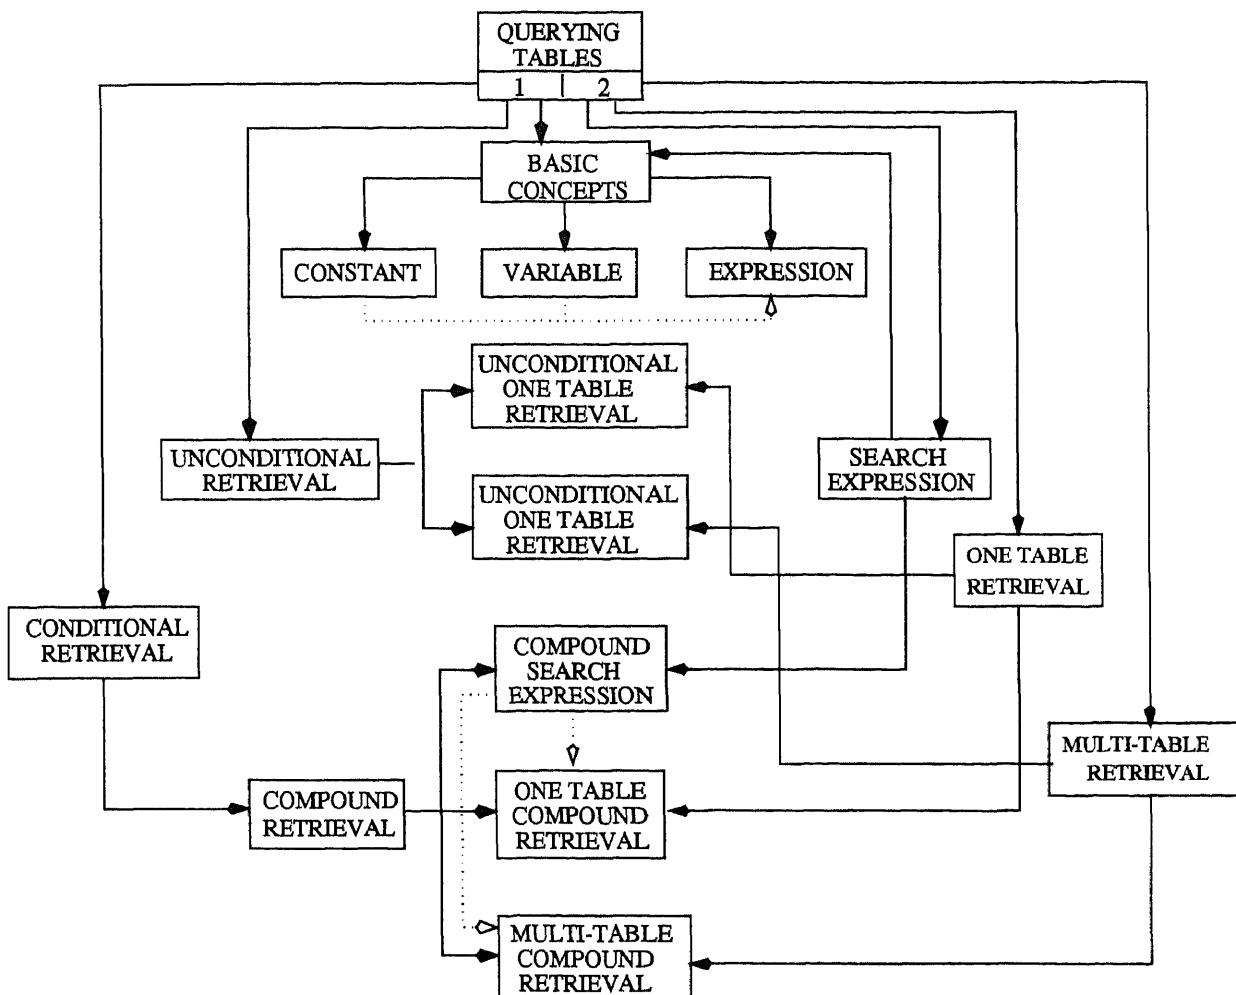 QUERYING
TABLES
1 | 2
BASIC
CONCEPTS
CONSTANT
VARIABLE
EXPRESSION
UNCONDITIONAL
ONE TABLE
RETRIEVAL
UNCONDITIONAL
RETRIEVAL
SEARCH
EXPRESSION
UNCONDITIONAL
ONE TABLE
RETRIEVAL
ONE TABLE
RETRIEVAL
CONDITIONAL
RETRIEVAL
COMPOUND
SEARCH
EXPRESSION
MULTI-TABLE
RETRIEVAL
COMPOUND
RETRIEVAL
ONE TABLE
COMPOUND
RETRIEVAL
MULTI-TABLE
COMPOUND
RETRIEVAL